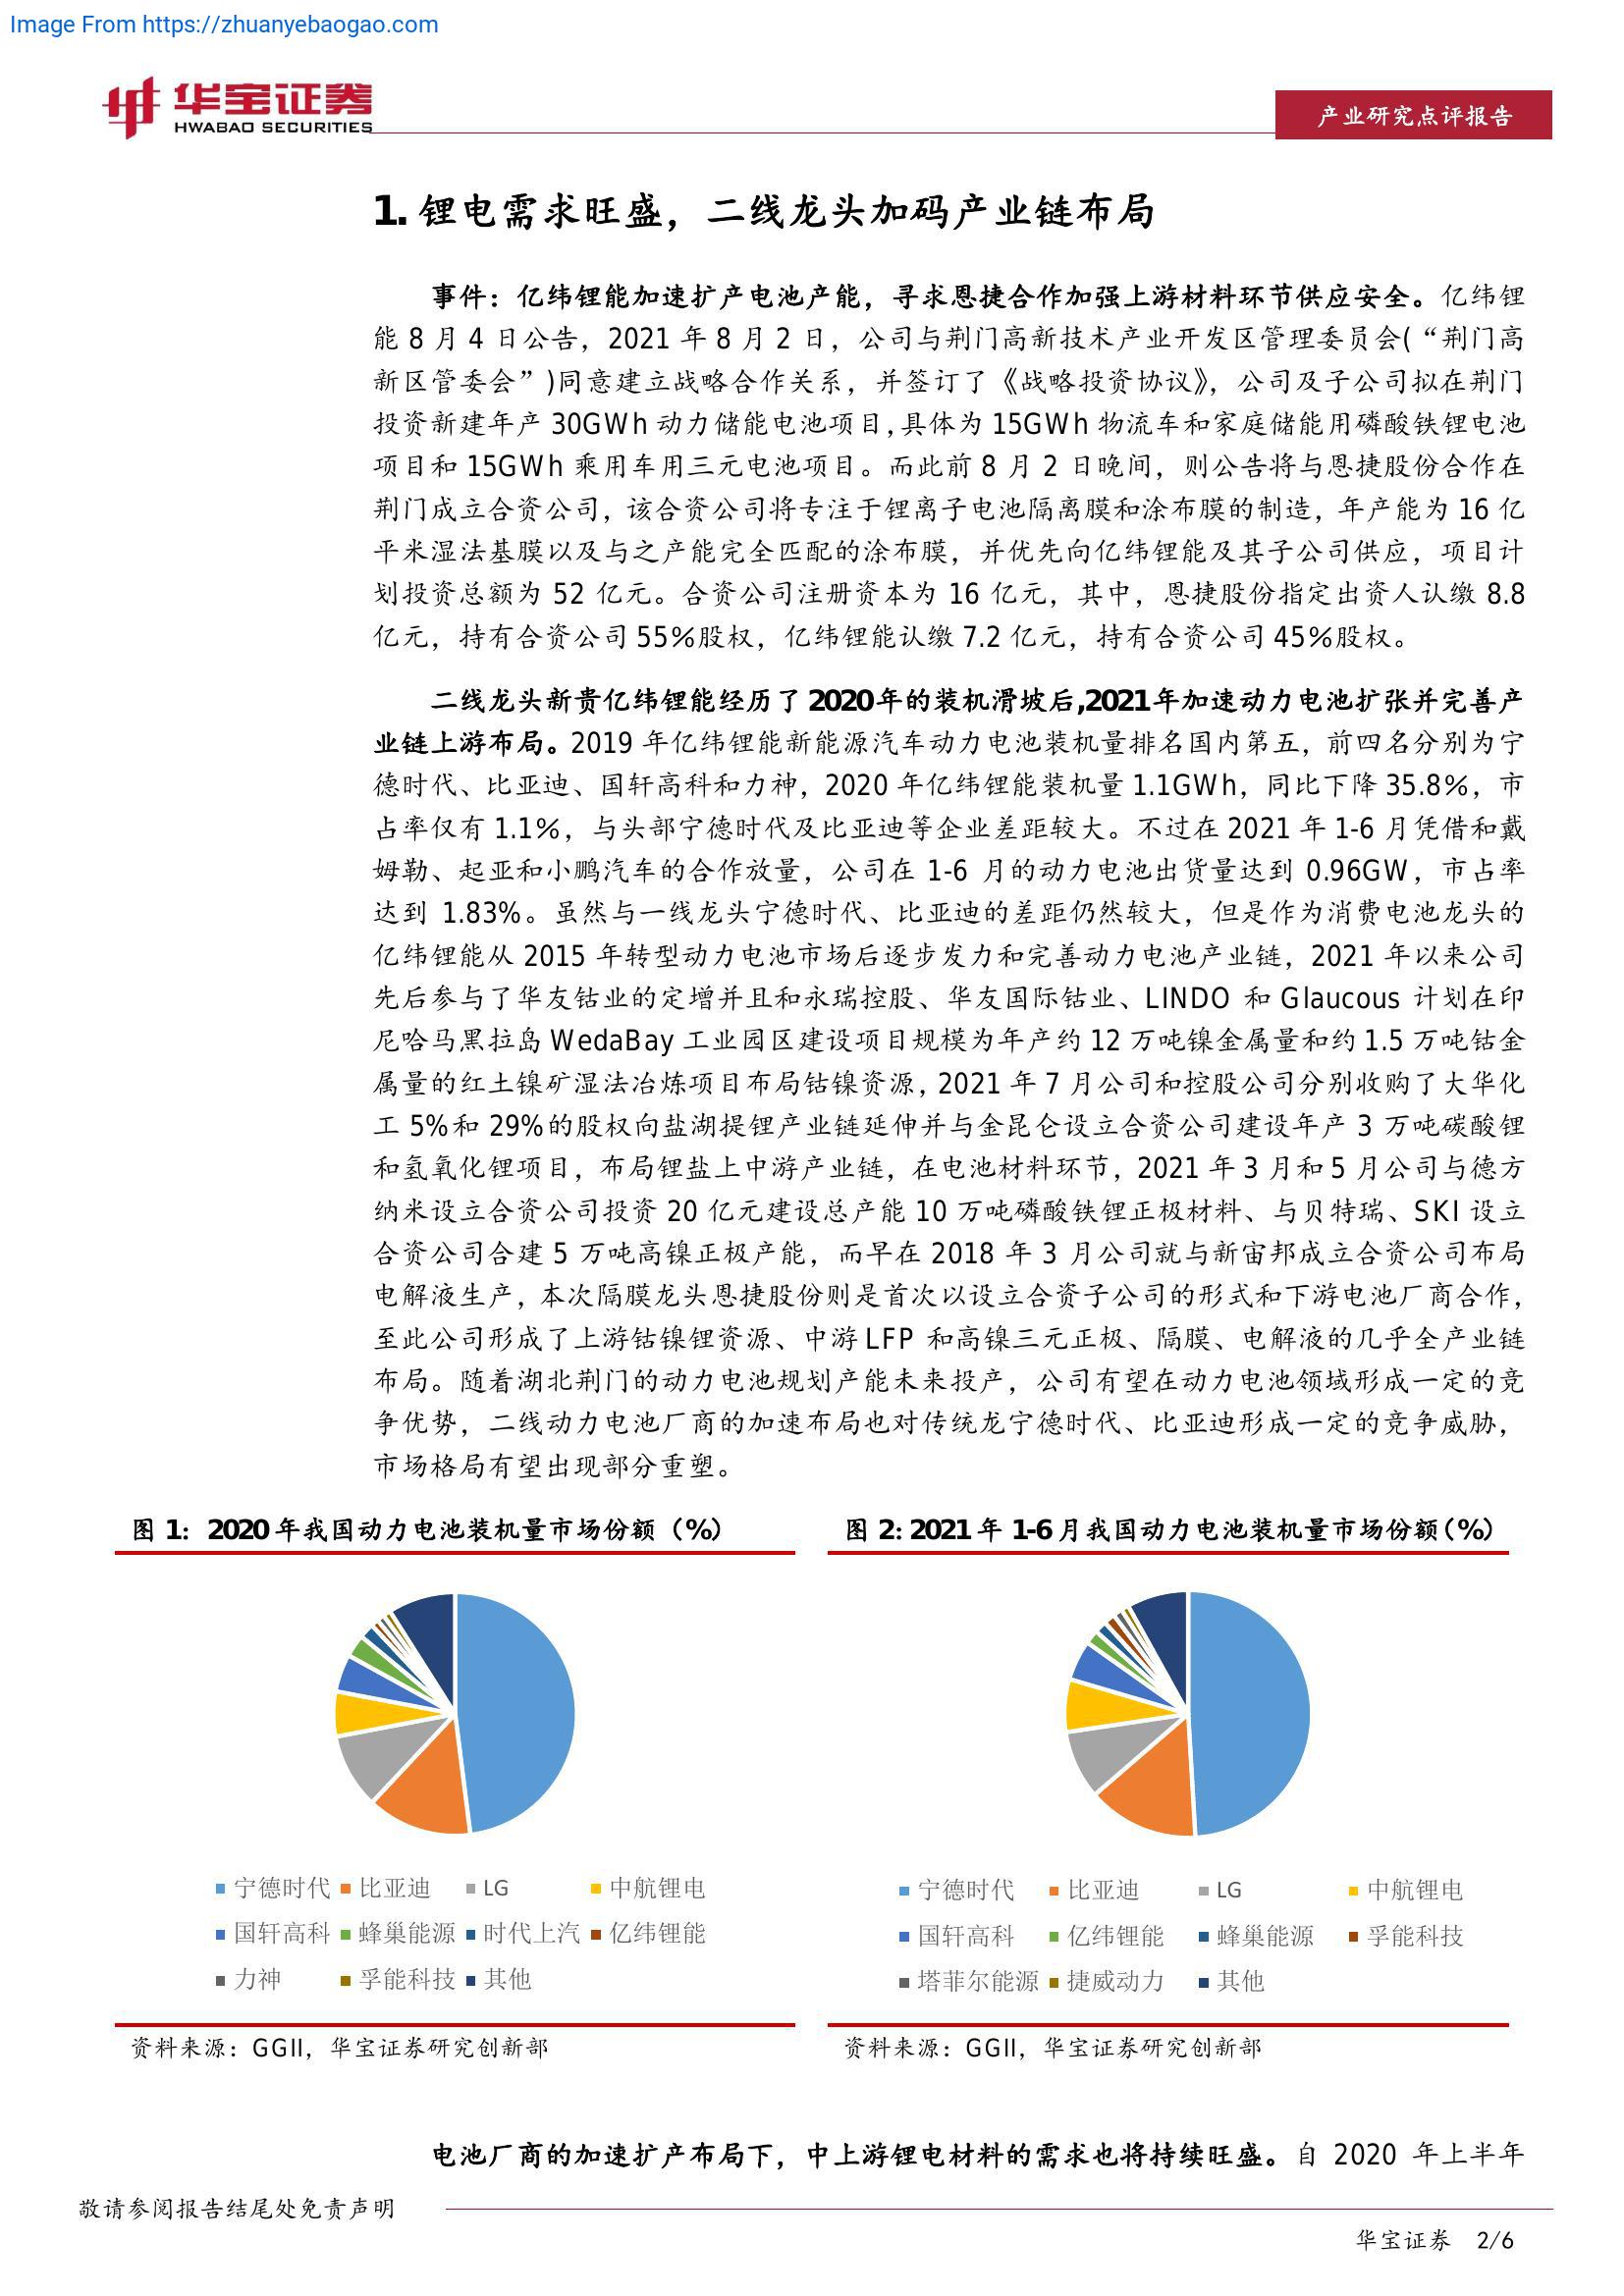 Image From https://zhuanyebaogao.com
华宝证券
HWABAO SECURITIES
产业研究点评报告
1. 锂电需求旺盛，二线龙头加码产业链布局
事件：亿纬锂能加速扩产电池产能，寻求恩捷合作加强上游材料环节供应安全。亿纬锂
能 8 月 4 日公告，2021 年 8 月 2 日，公司与荆门高新技术产业开发区管理委员会(“荆门高
新区管委会”)同意建立战略合作关系，并签订了《战略投资协议》，公司及子公司拟在荆门
投资新建年产 30GWh 动力储能电池项目,具体为 15GWh 物流车和家庭储能用磷酸铁锂电池
项目和 15GWh 乘用车用三元电池项目。而此前 8 月 2 日晚间，则公告将与恩捷股份合作在
荆门成立合资公司，该合资公司将专注于锂离子电池隔离膜和涂布膜的制造，年产能为 16 亿
平米湿法基膜以及与之产能完全匹配的涂布膜，并优先向亿纬锂能及其子公司供应，项目计
划投资总额为 52 亿元。合资公司注册资本为 16 亿元，其中，恩捷股份指定出资人认缴 8.8
亿元，持有合资公司 55%股权，亿纬锂能认缴 7.2 亿元，持有合资公司 45%股权。
二线龙头新贵亿纬锂能经历了 2020 年的装机滑坡后,2021 年加速动力电池扩张并完善产
业链上游布局。2019 年亿纬锂能新能源汽车动力电池装机量排名国内第五，前四名分别为宁
德时代、比亚迪、国轩高科和力神，2020 年亿纬锂能装机量 1.1GWh，同比下降 35.8%，市
占率仅有 1.1%，与头部宁德时代及比亚迪等企业差距较大。不过在 2021 年 1-6 月凭借和戴
姆勒、起亚和小鹏汽车的合作放量，公司在 1-6 月的动力电池出货量达到 0.96GW，市占率
达到 1.83%。虽然与一线龙头宁德时代、比亚迪的差距仍然较大，但是作为消费电池龙头的
亿纬锂能从 2015 年转型动力电池市场后逐步发力和完善动力电池产业链，2021 年以来公司
先后参与了华友钴业的定增并且和永瑞控股、华友国际钴业、LINDO 和 Glaucous 计划在印
尼哈马黑拉岛 WedaBay 工业园区建设项目规模为年产约 12 万吨镍金属量和约 1.5 万吨钴金
属量的红土镍矿湿法冶炼项目布局钴镍资源，2021 年 7 月公司和控股公司分别收购了大华化
工 5%和 29%的股权向盐湖提锂产业链延伸并与金昆仑设立合资公司建设年产 3 万吨碳酸锂
和氢氧化锂项目，布局锂盐上中游产业链，在电池材料环节，2021 年 3 月和 5 月公司与德方
纳米设立合资公司投资 20 亿元建设总产能 10 万吨磷酸铁锂正极材料、与贝特瑞、SKI 设立
合资公司合建 5 万吨高镍正极产能，而早在 2018 年 3 月公司就与新宙邦成立合资公司布局
电解液生产，本次隔膜龙头恩捷股份则是首次以设立合资子公司的形式和下游电池厂商合作，
至此公司形成了上游钴镍锂资源、中游 LFP 和高镍三元正极、隔膜、电解液的几乎全产业链
布局。随着湖北荆门的动力电池规划产能未来投产，公司有望在动力电池领域形成一定的竞
争优势，二线动力电池厂商的加速布局也对传统龙宁德时代、比亚迪形成一定的竞争威胁，
市场格局有望出现部分重塑。
图 1: 2020 年我国动力电池装机量市场份额（%）
宁德时代 比亚迪 LG 中航锂电
国轩高科 蜂巢能源 时代上汽 亿纬锂能
力神 孚能科技 其他
资料来源：GGII，华宝证券研究创新部
图 2: 2021 年 1-6 月我国动力电池装机量市场份额（%）
宁德时代 比亚迪 LG 中航锂电
国轩高科 亿纬锂能 蜂巢能源 孚能科技
塔菲尔能源 捷威动力 其他
资料来源：GGII，华宝证券研究创新部
电池厂商的加速扩产布局下，中上游锂电材料的需求也将持续旺盛。自 2020 年上半年
敬请参阅报告结尾处免责声明
华宝证券 2/6